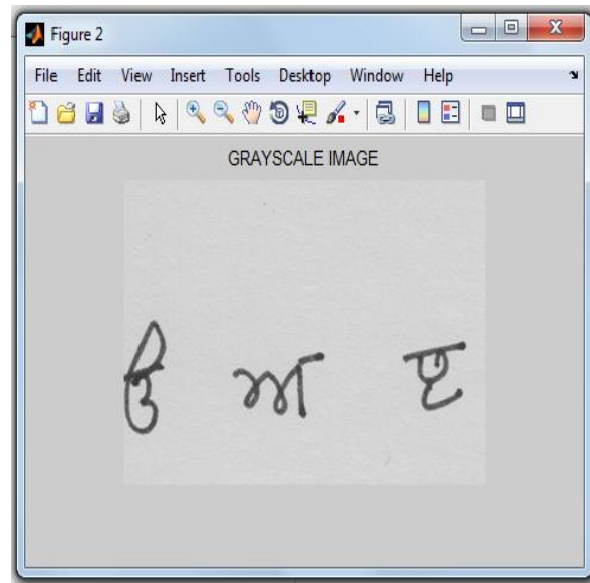 Figure 2
File Edit View Insert Tools Desktop Window Help
GRAYSCALE IMAGE
ੳ ਅ ੲ